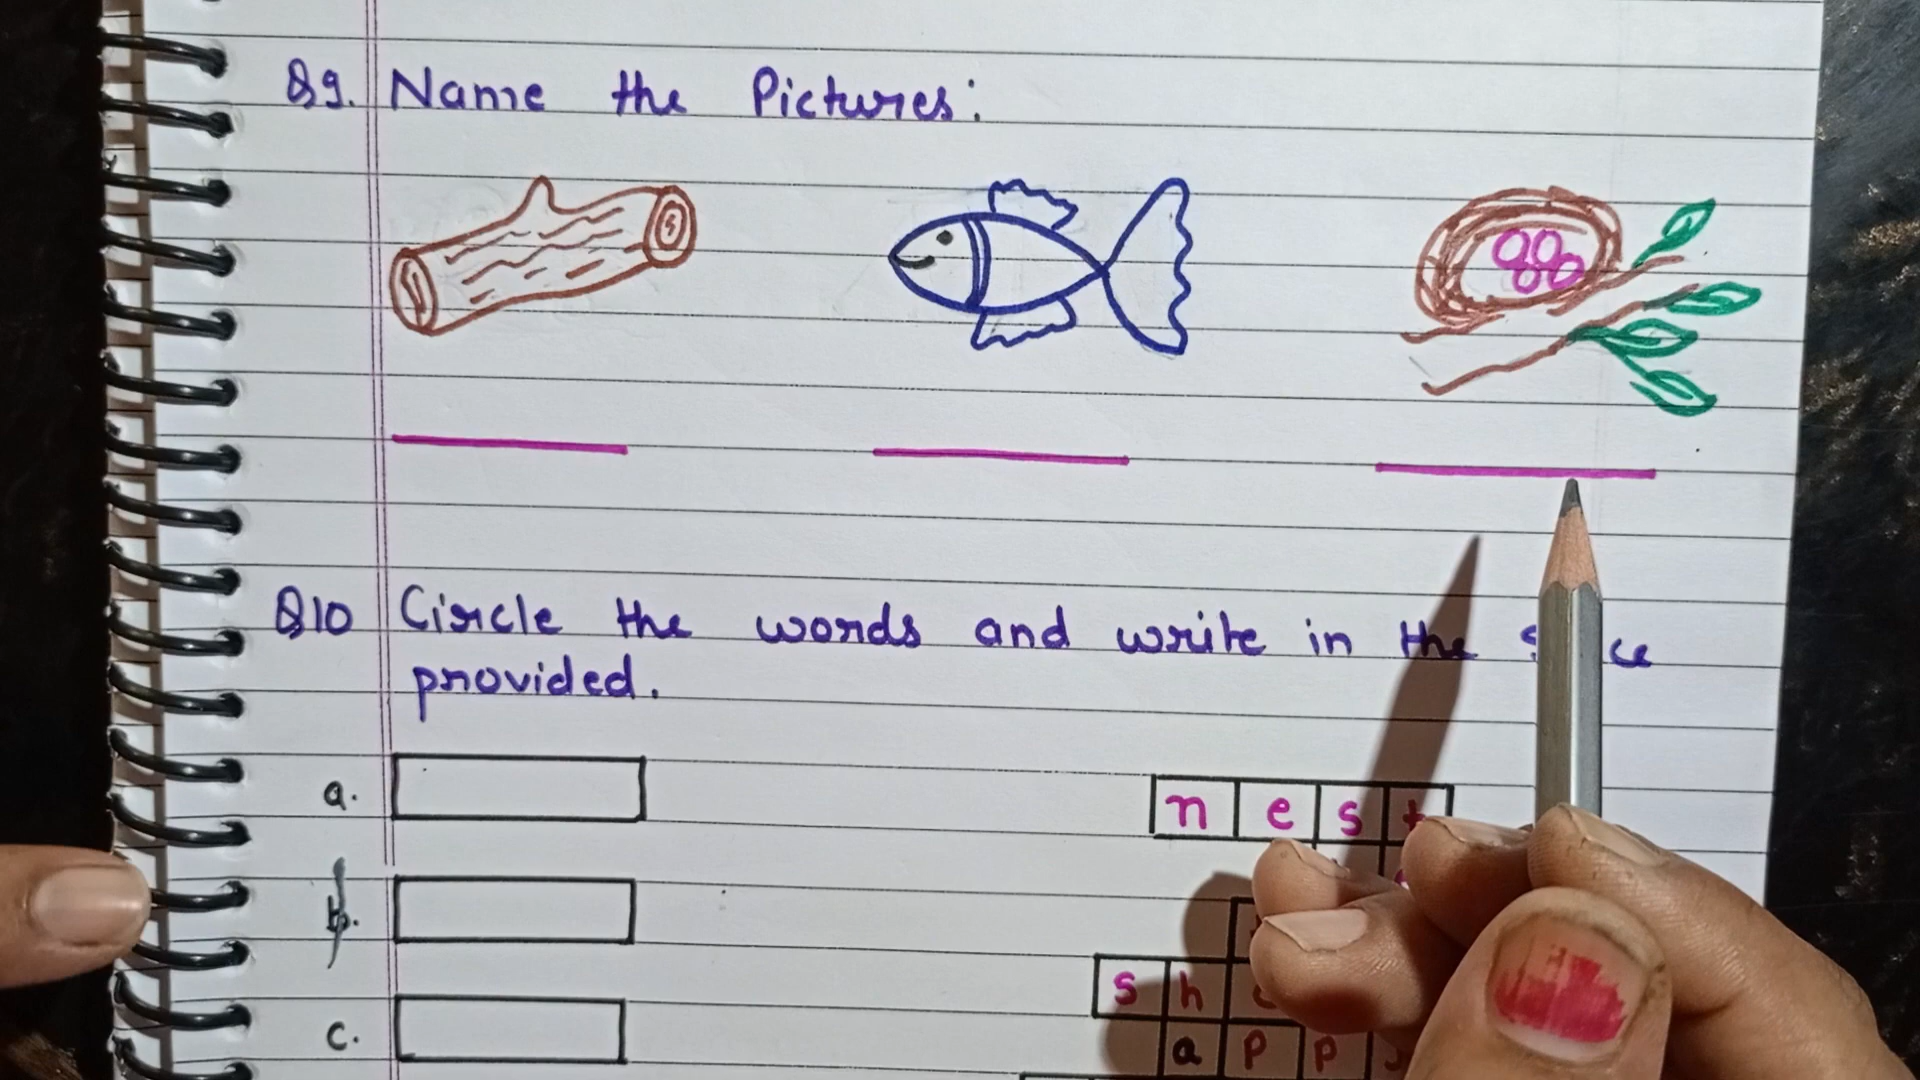 Q9. Name the Pictures:
Q10 Circle the words and write in the
provided.
a.
n e s t
b.
s h
c.
a p p